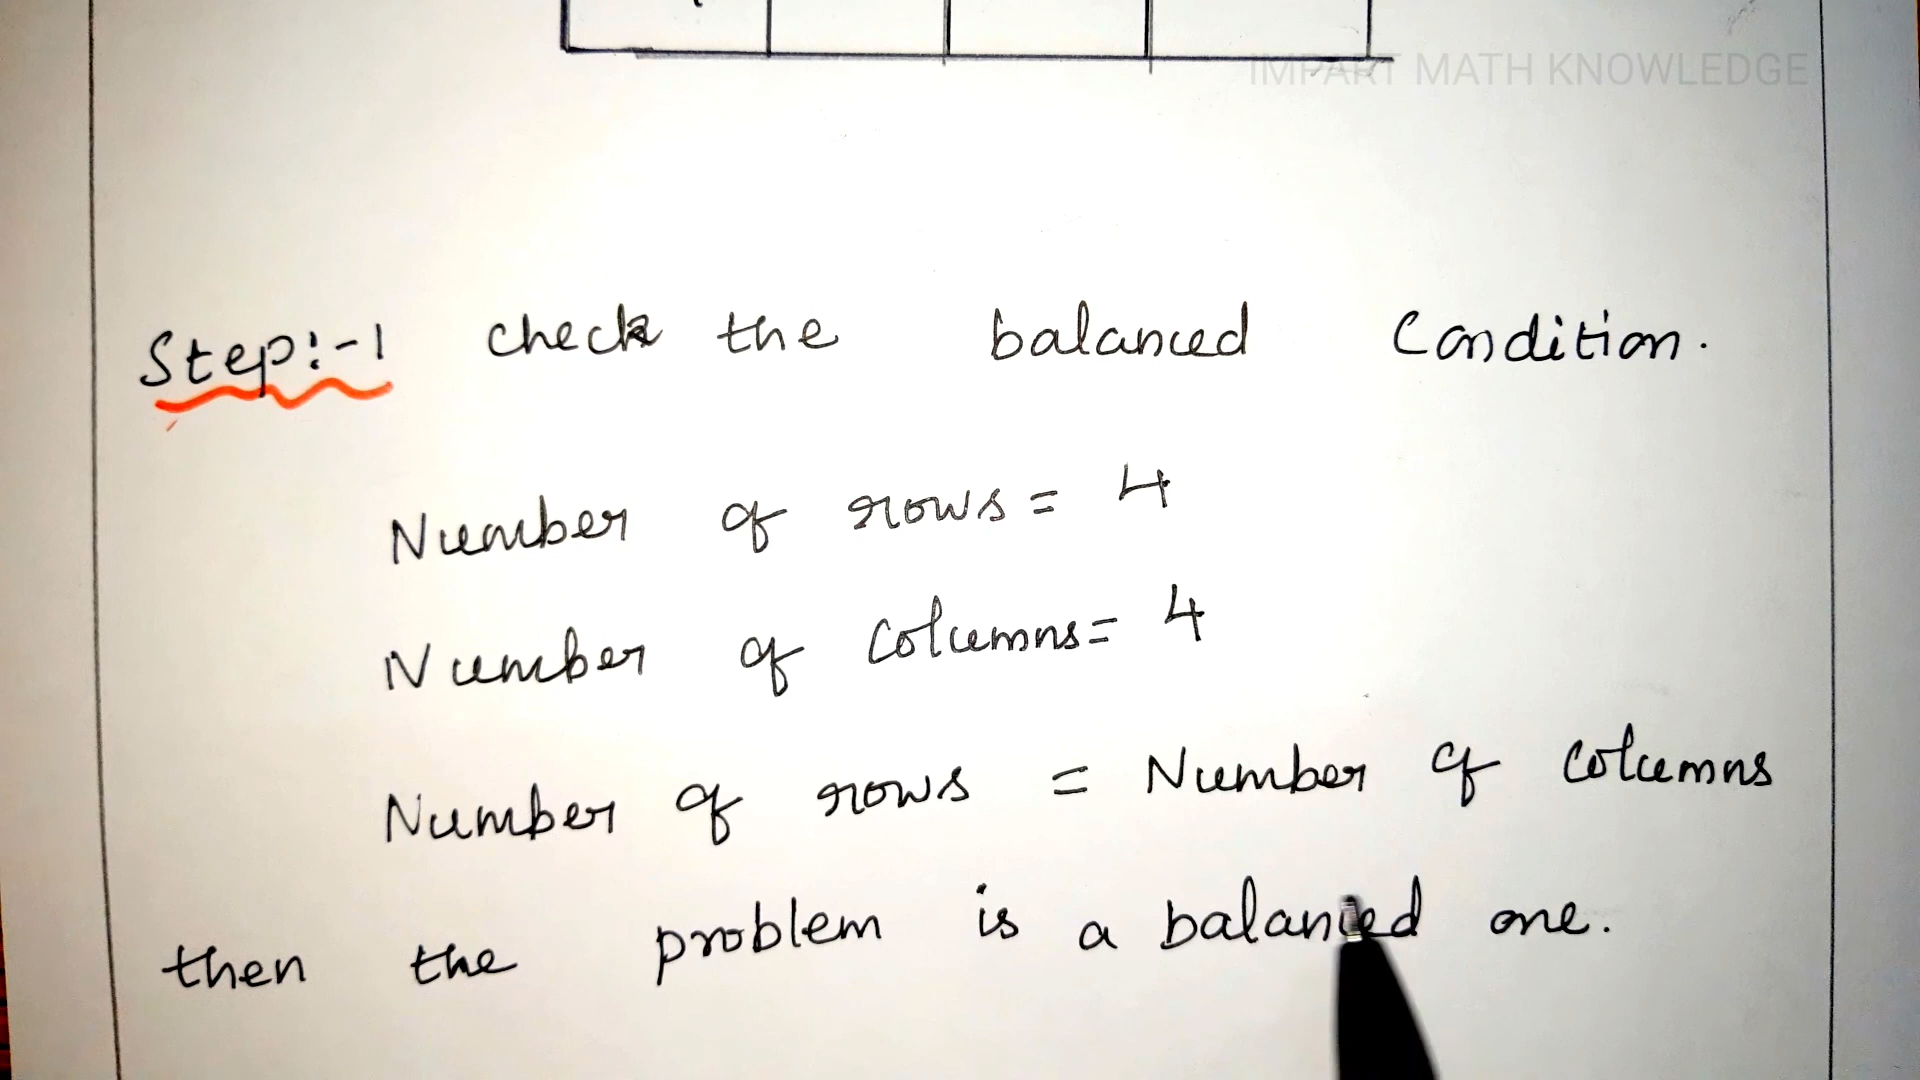 IMPART MATH KNOWLEDGE
Step:-1 check the balanced Condition.
Number of rows = 4
Number of columns = 4
Number of rows = Number of columns
then the problem is a balanced one.